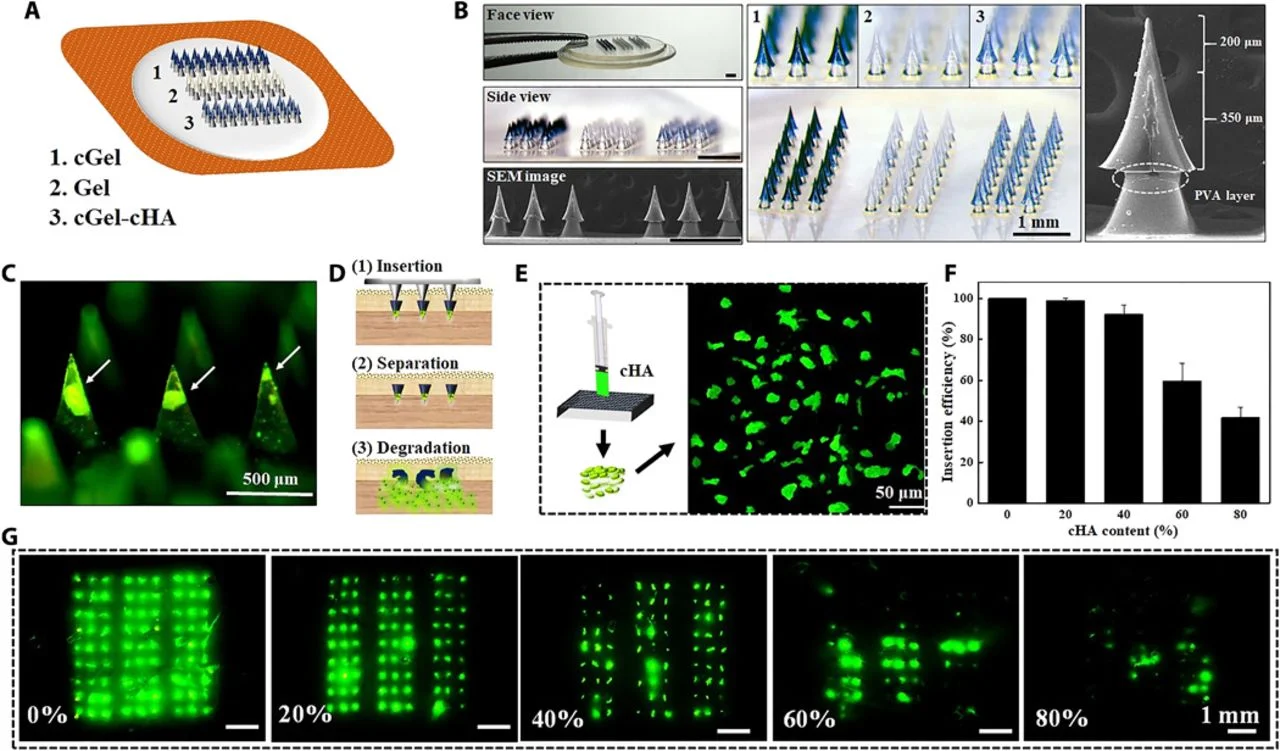 A
1
2
3
1. cGel
2. Gel
3. cGel-cHA
B
Face view
Side view
SEM image
1
2
3
1 mm
200 μm
350 μm
PVA layer
C
500 μm
D
(1) Insertion
(2) Separation
(3) Degradation
E
cHA
50 μm
F
Insertion efficiency (%)
100
80
60
40
20
0
0 20 40 60 80
cHA content (%)
G
0%
20%
40%
60%
80%
1 mm